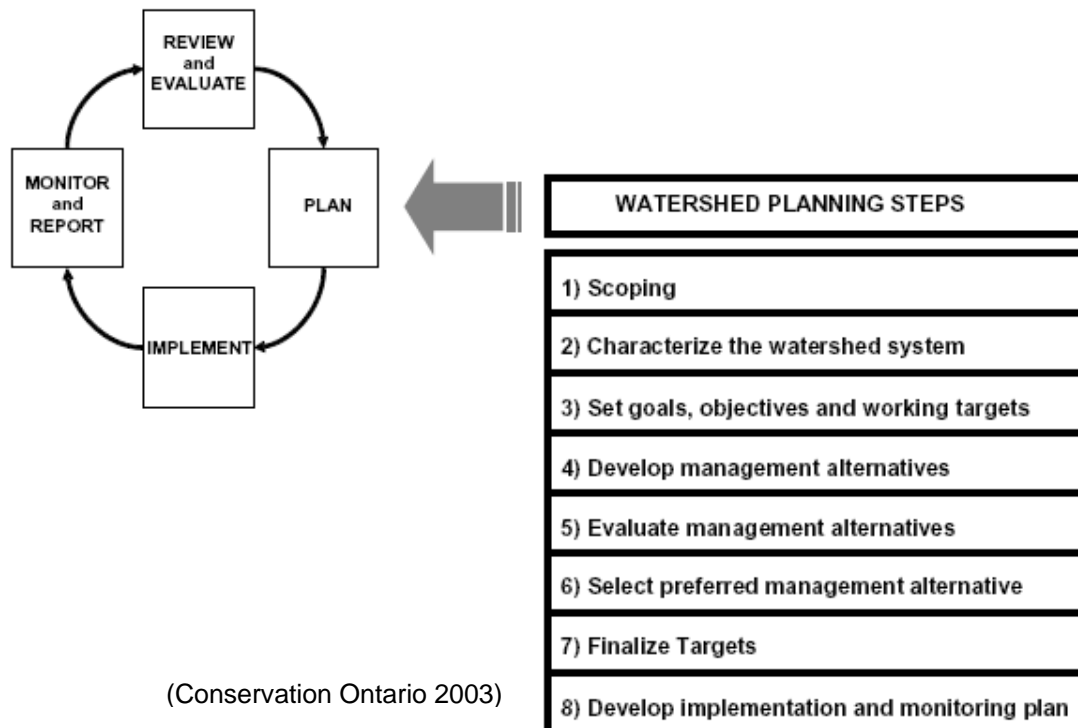 REVIEW
and
EVALUATE
MONITOR
and
REPORT
PLAN
IMPLEMENT
WATERSHED PLANNING STEPS
1) Scoping
2) Characterize the watershed system
3) Set goals, objectives and working targets
4) Develop management alternatives
5) Evaluate management alternatives
6) Select preferred management alternative
7) Finalize Targets
8) Develop implementation and monitoring plan
(Conservation Ontario 2003)